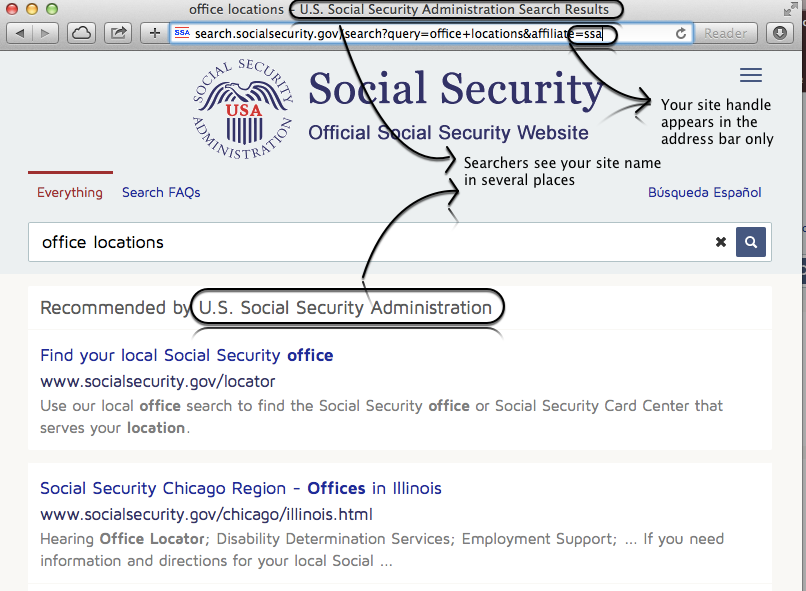 office locations U.S. Social Security Administration Search Results
SSA search.socialsecurity.gov/search?query=office+locations&affiliate=ssa Reader
SOCIAL SECURITY ADMINISTRATION
USA
Social Security
Official Social Security Website
Your site handle
appears in the
address bar only
Searchers see your site name
in several places
Everything Search FAQs Búsqueda Español
office locations
Recommended by U.S. Social Security Administration
Find your local Social Security office
www.socialsecurity.gov/locator
Use our local office search to find the Social Security office or Social Security Card Center that
serves your location.
Social Security Chicago Region - Offices in Illinois
www.socialsecurity.gov/chicago/illinois.html
Hearing Office Locator; Disability Determination Services; Employment Support; ... If you need
information and directions for your local Social ...